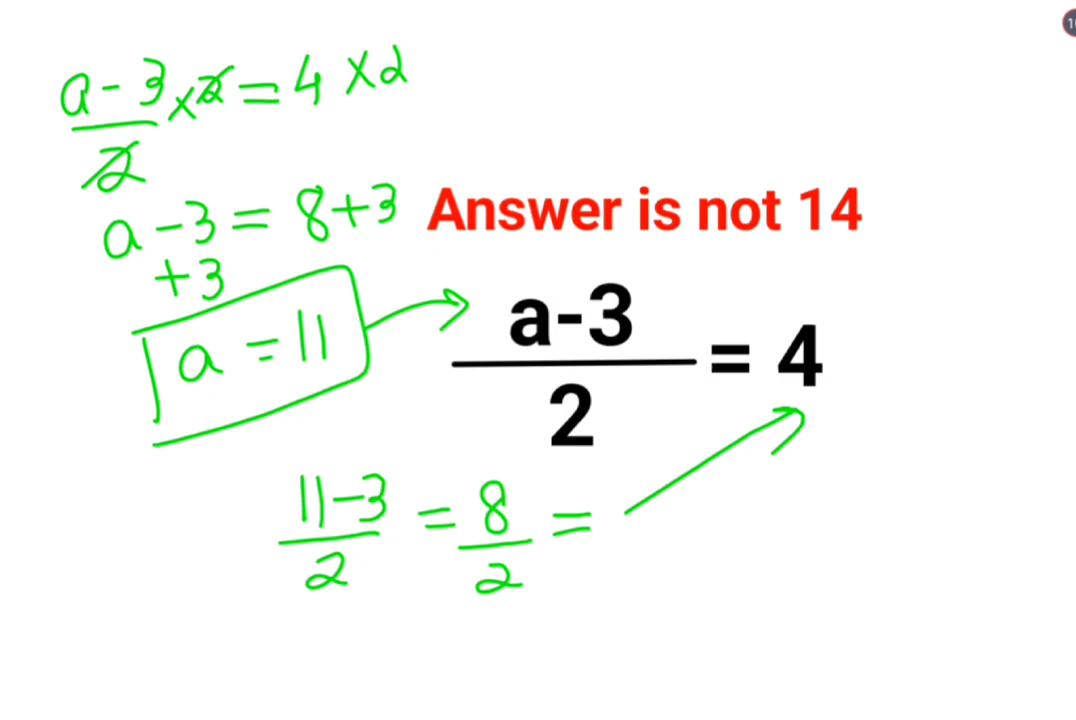 a-3/2 ×2 = 4 ×2
a-3 = 8+3
+3
a = 11
Answer is not 14
a-3/2 = 4
11-3/2 = 8/2 =